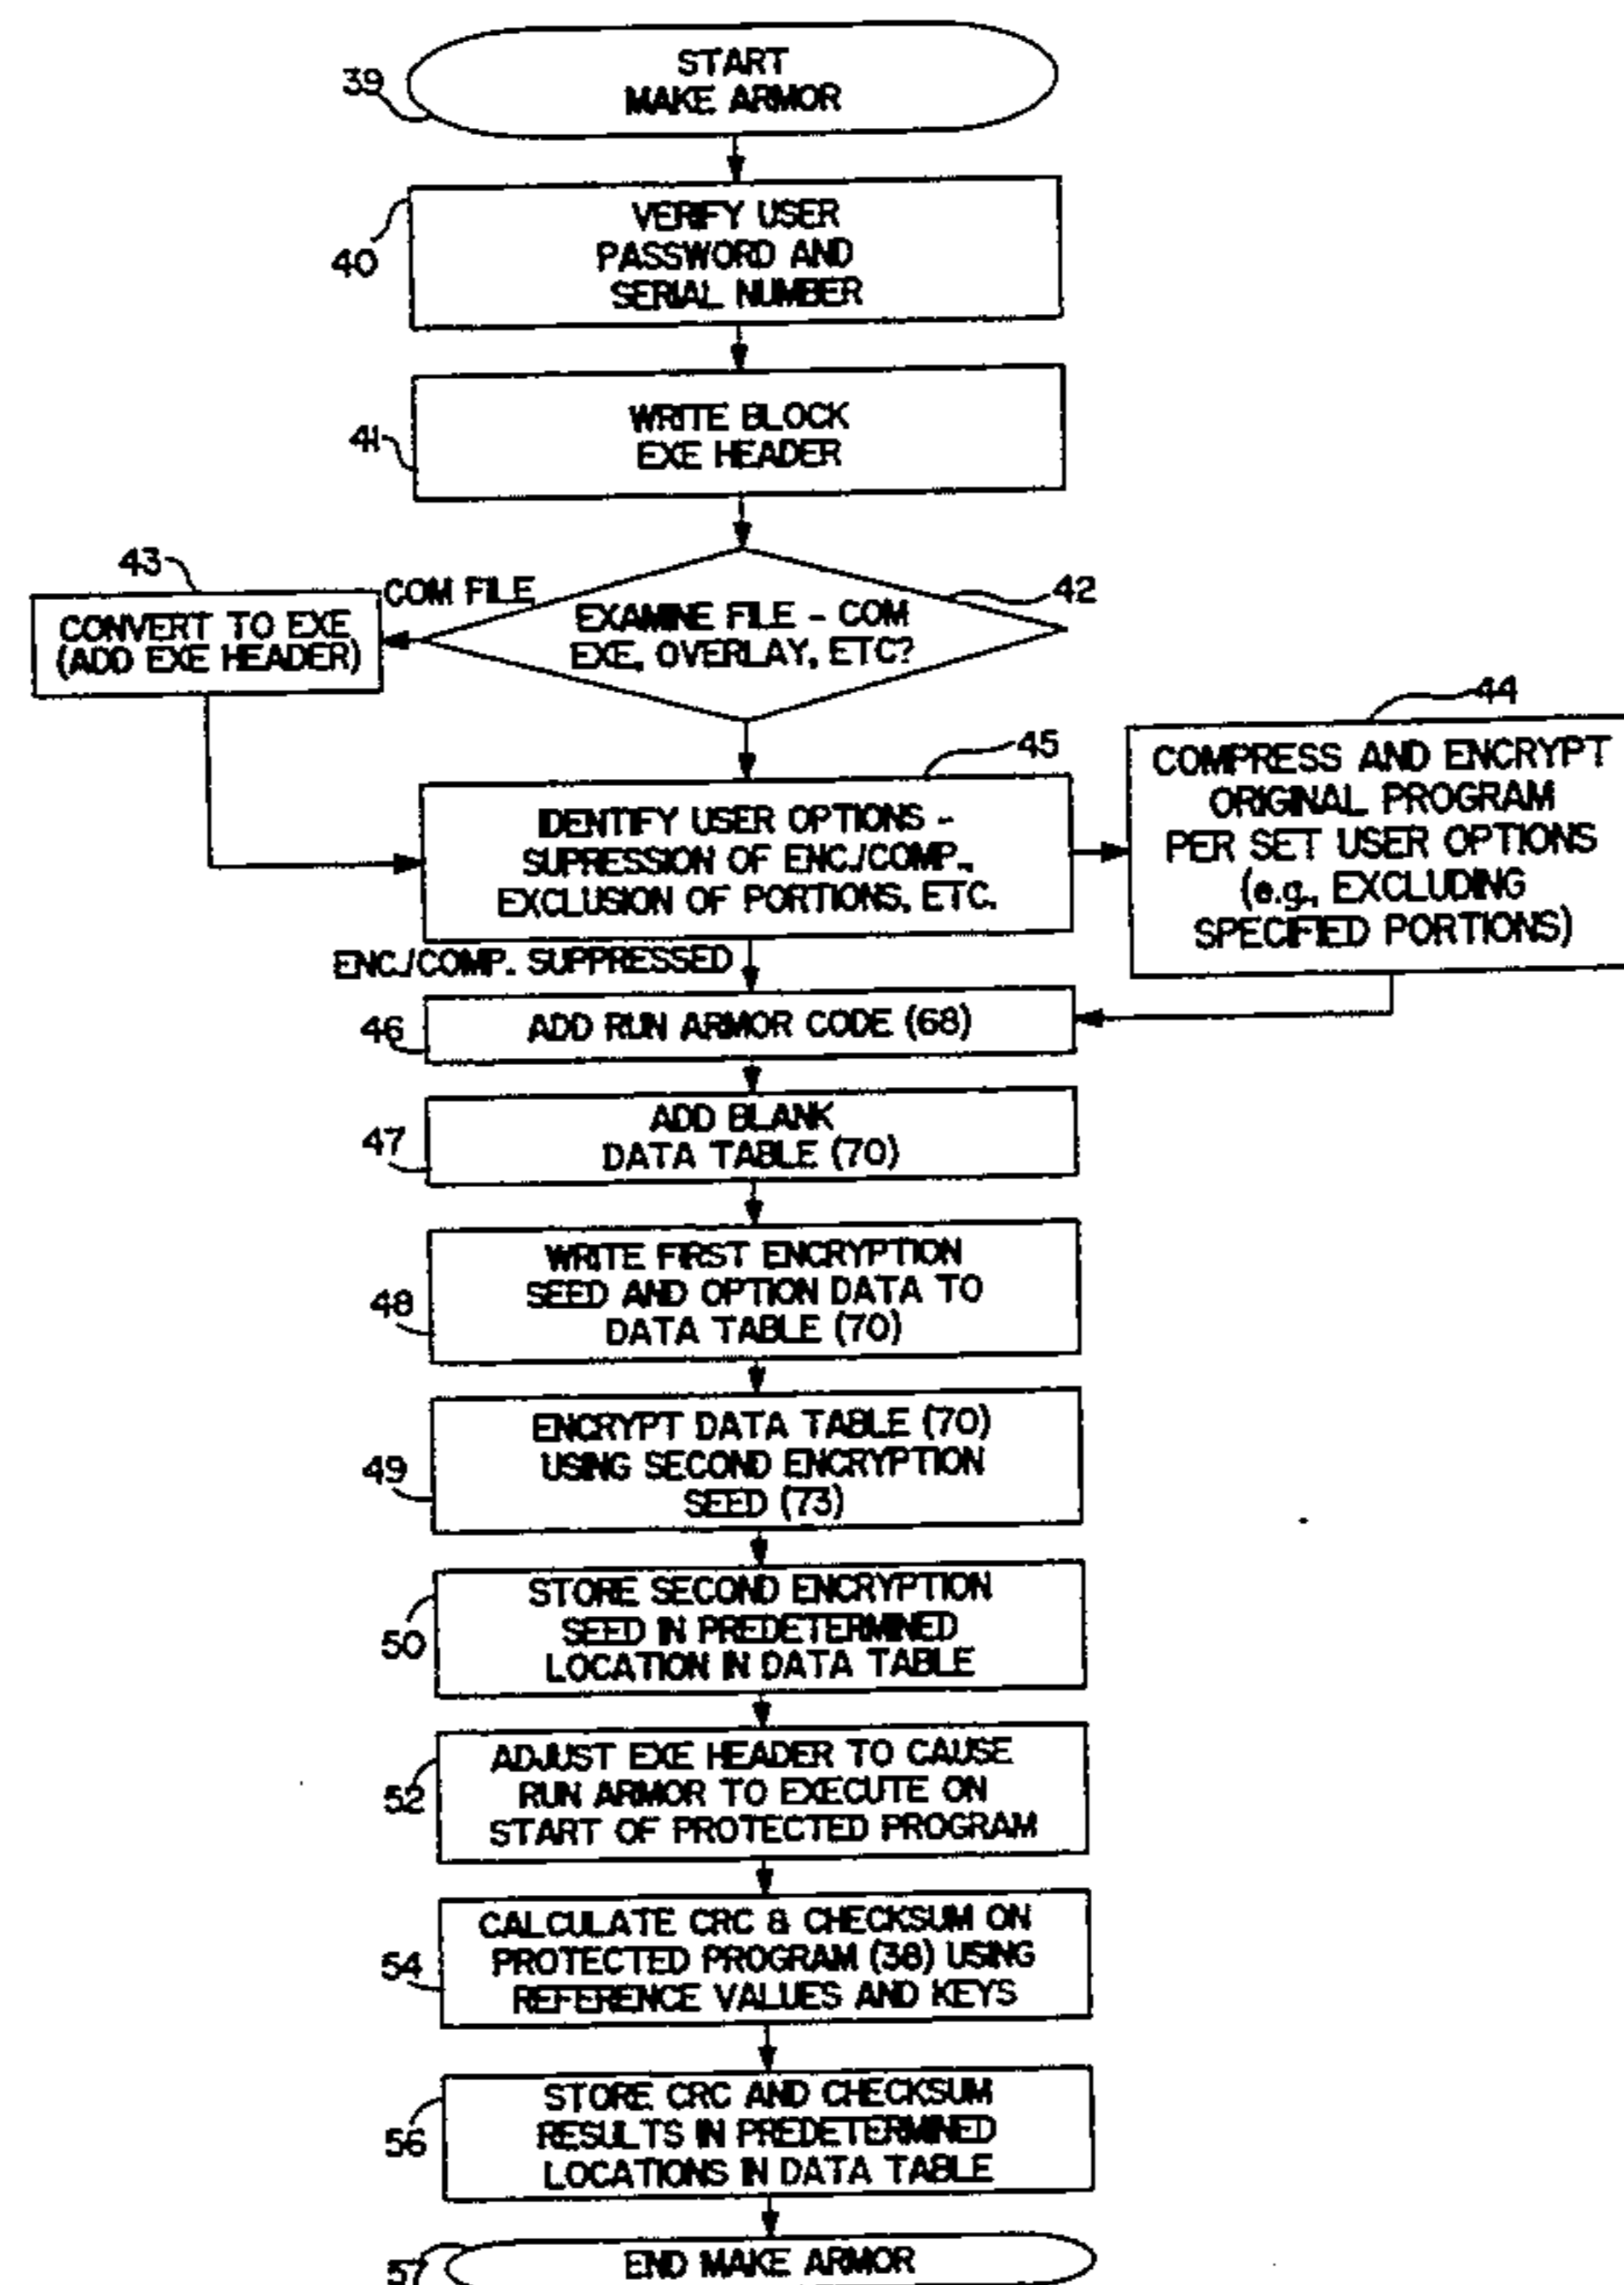 39
START
MAKE ARMOR
40
VERIFY USER
PASSWORD AND
SERIAL NUMBER
41
WRITE BLOCK
EXE HEADER
42
EXAMINE FILE - COM
EXE, OVERLAY, ETC?
COM FILE
43
CONVERT TO EXE
(ADD EXE HEADER)
45
IDENTIFY USER OPTIONS -
SUPRESSION OF ENC./COMP.,
EXCLUSION OF PORTIONS, ETC.
44
COMPRESS AND ENCRYPT
ORIGINAL PROGRAM
PER SET USER OPTIONS
(e.g., EXCLUDING
SPECIFIED PORTIONS)
ENC./COMP. SUPPRESSED
46
ADD RUN ARMOR CODE (68)
47
ADD BLANK
DATA TABLE (70)
48
WRITE FIRST ENCRYPTION
SEED AND OPTION DATA TO
DATA TABLE (70)
49
ENCRYPT DATA TABLE (70)
USING SECOND ENCRYPTION
SEED (73)
50
STORE SECOND ENCRYPTION
SEED IN PREDETERMINED
LOCATION IN DATA TABLE
52
ADJUST EXE HEADER TO CAUSE
RUN ARMOR TO EXECUTE ON
START OF PROTECTED PROGRAM
54
CALCULATE CRC & CHECKSUM ON
PROTECTED PROGRAM (38) USING
REFERENCE VALUES AND KEYS
56
STORE CRC AND CHECKSUM
RESULTS IN PREDETERMINED
LOCATIONS IN DATA TABLE
57
END MAKE ARMOR